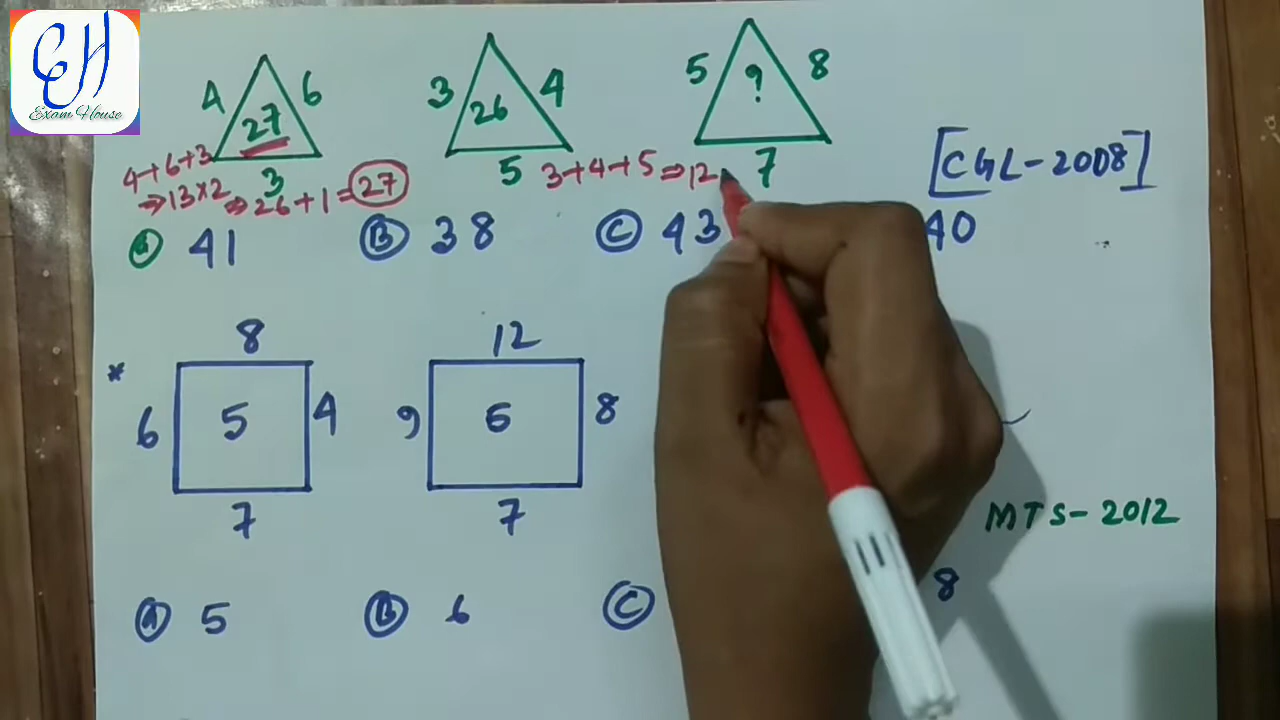 CEH
Exam House
4 6 3 4 5 8
27 26 ?
3 5 7
4+6+3
⇒13×2 ⇒ 26+1=27
3+4+5⇒12
[CGL-2008]
(A) 41 (B) 38 (C) 43 40
* 8 12
6 5 4 9 6 8
7 7
MTS-2012
(A) 5 (B) 6 (C) 8